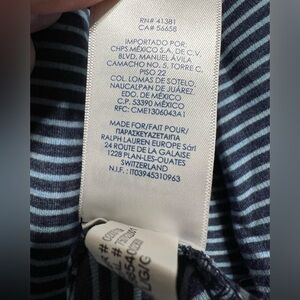 RN# 41381
CA# 56658
IMPORTADO POR:
CHPS MÉXICO S.A. DE C.V.
BLVD. MANUEL ÁVILA
CAMACHO NO. 5, TORRE C,
PISO 22
COL. LOMAS DE SOTELO
NAUCALPAN DE JUÁREZ,
EDO. DE MÉXICO
C.P. 53390 MÉXICO
RFC: CME1306043A1
MADE FOR/FAIT POUR/
ΠΑΡΑΣΚΕΥΑΖΕΤΑΙΓΙΑ
RALPH LAUREN EUROPE Sàrl
24 ROUTE DE LA GALAISE
1228 PLAN-LES-OUATES
SWITZERLAND
N.I.F. : IT03945310963
LG/G